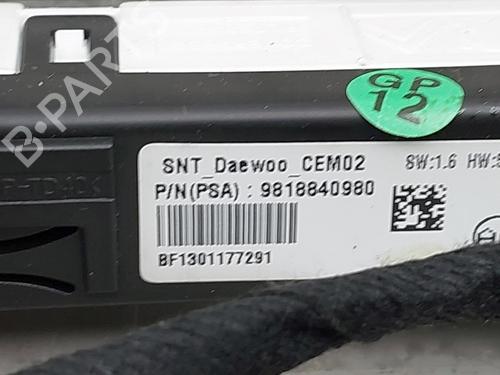 B-PARTS
GP
12
SNT_Daewoo_CEM02
SW:1.6 HW:
P/N(PSA) : 9818840980
BF1301177291